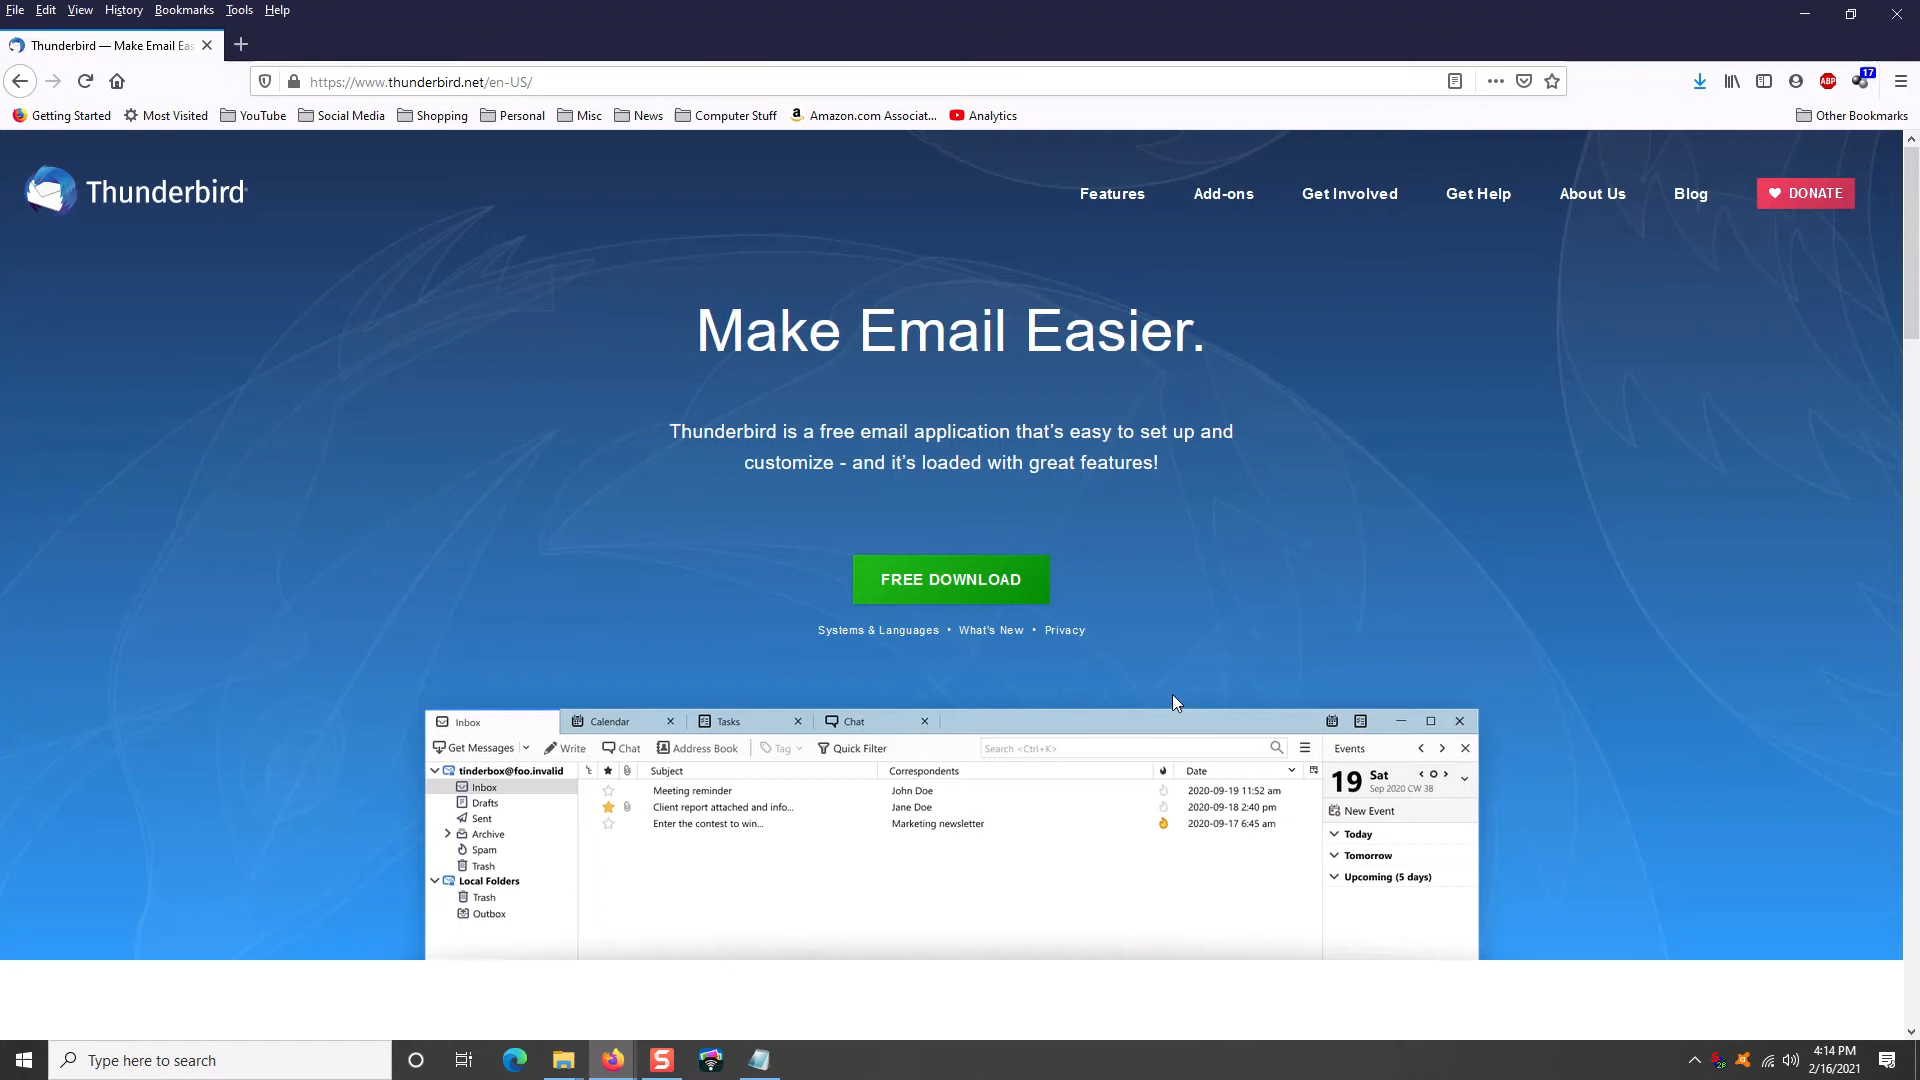 File Edit View History Bookmarks Tools Help
Thunderbird — Make Email Eas
https://www.thunderbird.net/en-US/
ABP
17
Getting Started Most Visited YouTube Social Media Shopping Personal Misc News Computer Stuff Amazon.com Associat... Analytics Other Bookmarks
Thunderbird
Features Add-ons Get Involved Get Help About Us Blog DONATE
Make Email Easier.
Thunderbird is a free email application that’s easy to set up and
customize - and it’s loaded with great features!
FREE DOWNLOAD
Systems & Languages • What's New • Privacy
Inbox Calendar Tasks Chat
Get Messages Write Chat Address Book Tag Quick Filter Search <Ctrl+K> Events
tinderbox@foo.invalid Subject Correspondents Date 19 Sat
Sep 2020 CW 38
Inbox Meeting reminder John Doe 2020-09-19 11:52 am
Drafts Client report attached and info... Jane Doe 2020-09-18 2:40 pm New Event
Sent Enter the contest to win... Marketing newsletter 2020-09-17 6:45 am
Archive Today
Spam Tomorrow
Trash
Local Folders Upcoming (5 days)
Trash
Outbox
Type here to search
S
4:14 PM
2/16/2021